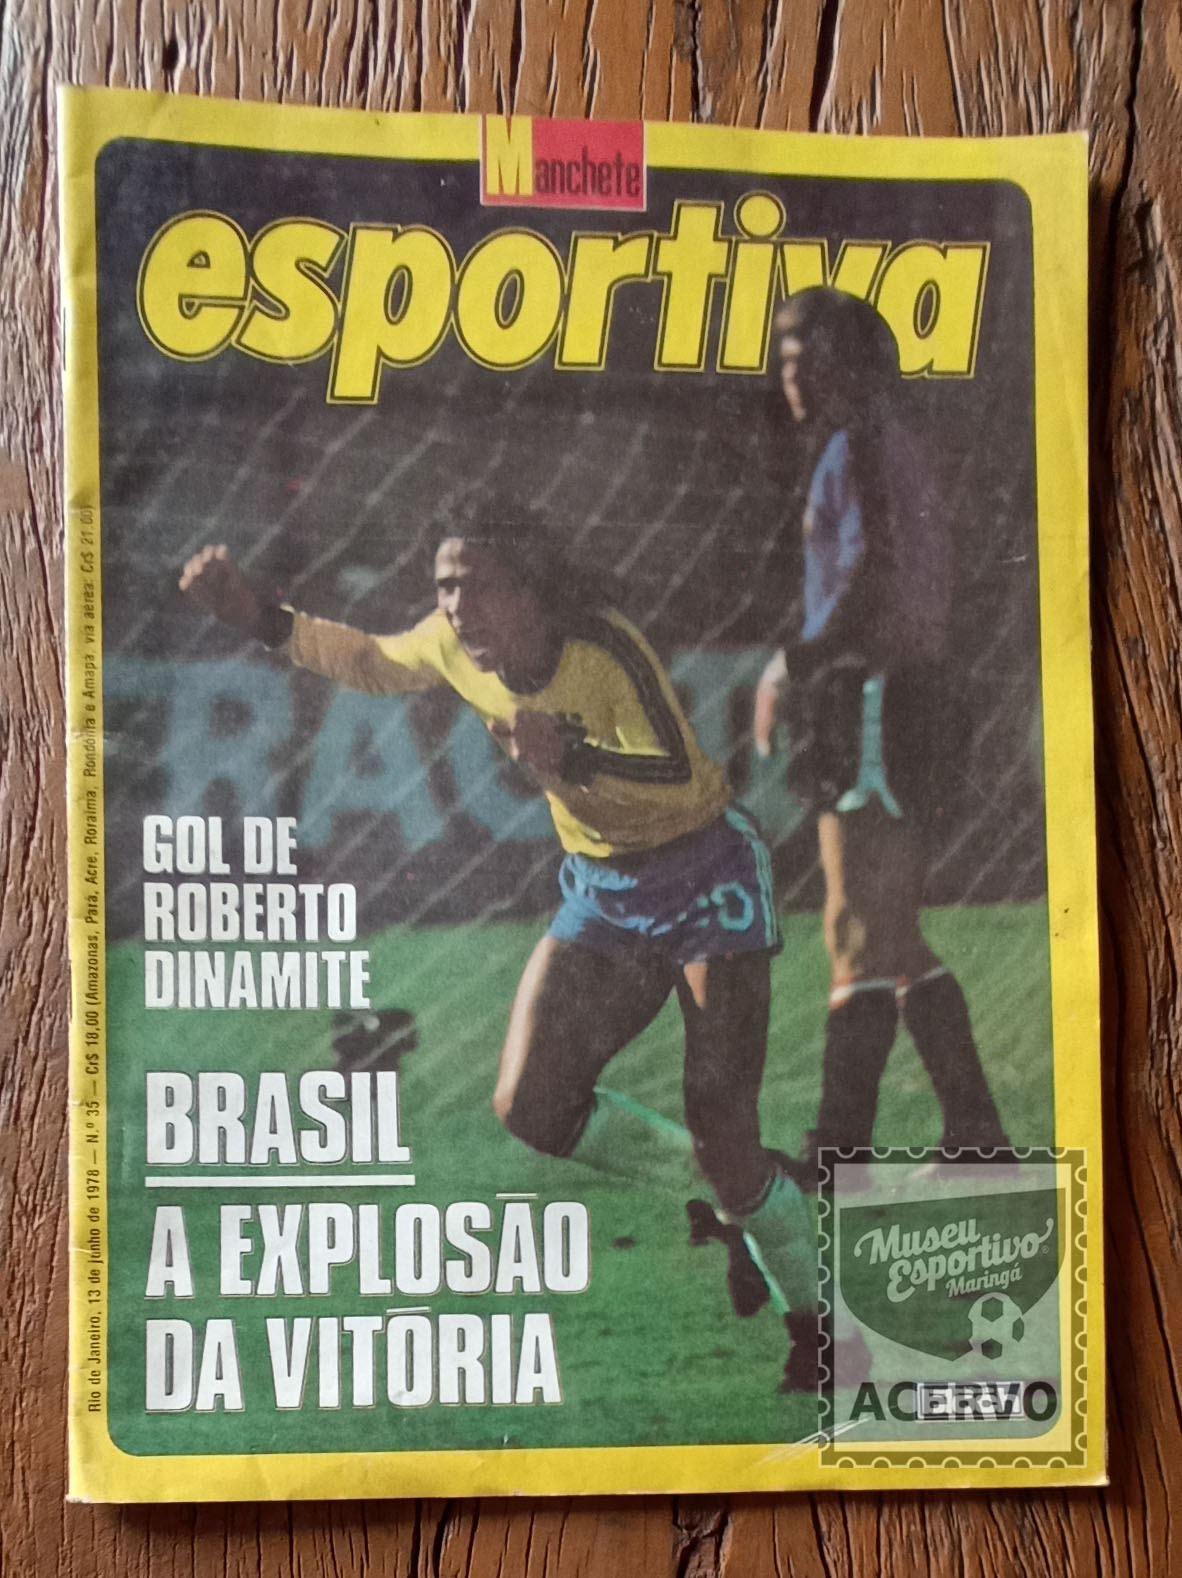 Manchete
esportiva
GOL DE
ROBERTO
DINAMITE
BRASIL
A EXPLOSÃO
DA VITÓRIA
Rio de Janeiro, 13 de junho de 1978 — N.º 35 — Cr$ 18,00 (Amazonas, Pará, Acre, Roraima, Rondônia e Amapá, via aérea: Cr$ 21,00)
Museu
Esportivo
Maringá
ACERVO